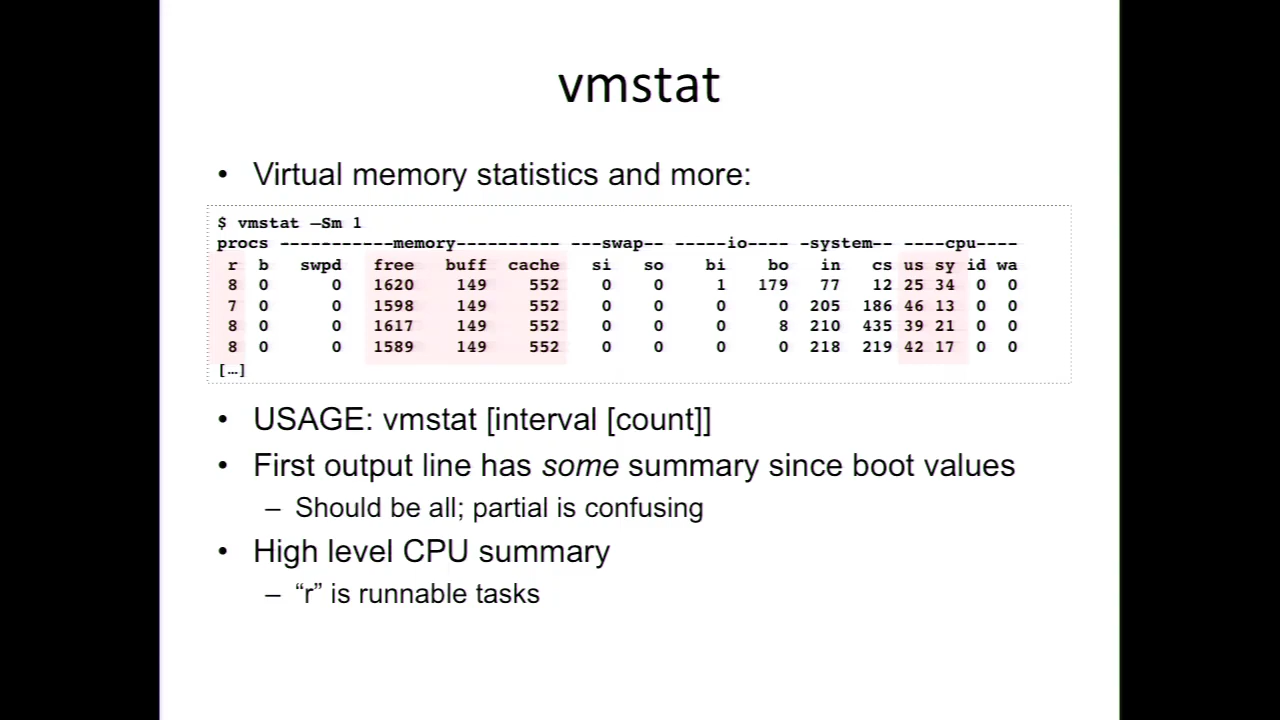 vmstat
• Virtual memory statistics and more:
$ vmstat –Sm 1
procs -----------memory---------- ---swap-- -----io---- -system-- ----cpu----
r b swpd free buff cache si so bi bo in cs us sy id wa
8 0 0 1620 149 552 0 0 1 179 77 12 25 34 0 0
7 0 0 1598 149 552 0 0 0 0 205 186 46 13 0 0
8 0 0 1617 149 552 0 0 0 8 210 435 39 21 0 0
8 0 0 1589 149 552 0 0 0 0 218 219 42 17 0 0
[…]
• USAGE: vmstat [interval [count]]
• First output line has some summary since boot values
– Should be all; partial is confusing
• High level CPU summary
– “r” is runnable tasks